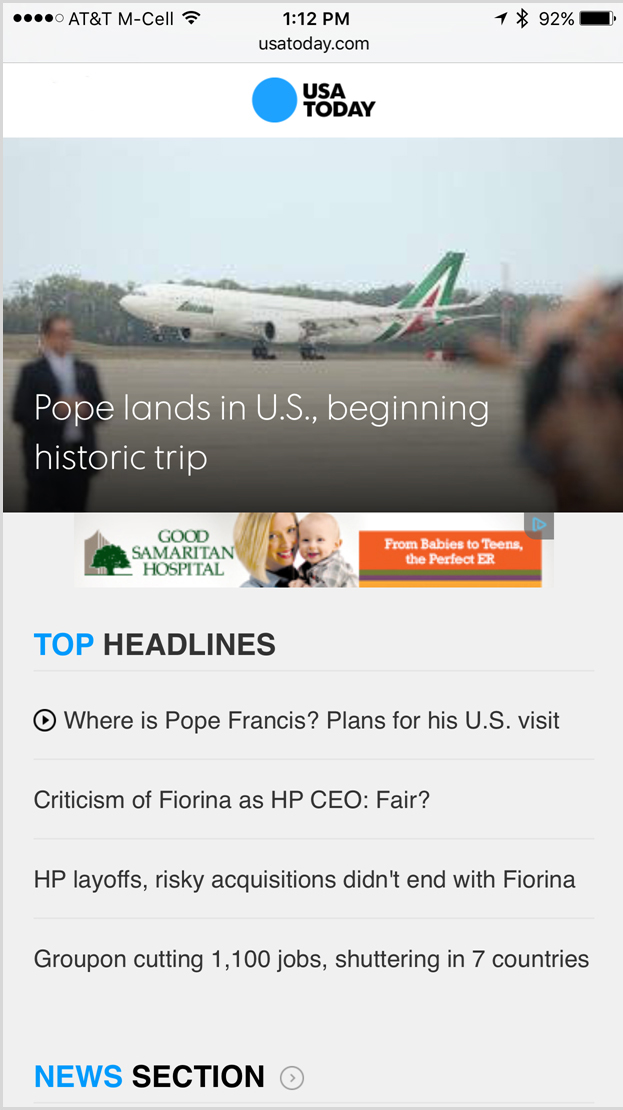 AT&T M-Cell 1:12 PM 92%
usatoday.com
USA
TODAY
Pope lands in U.S., beginning
historic trip
GOOD
SAMARITAN
HOSPITAL
From Babies to Teens,
the Perfect ER
TOP HEADLINES
Where is Pope Francis? Plans for his U.S. visit
Criticism of Fiorina as HP CEO: Fair?
HP layoffs, risky acquisitions didn't end with Fiorina
Groupon cutting 1,100 jobs, shuttering in 7 countries
NEWS SECTION